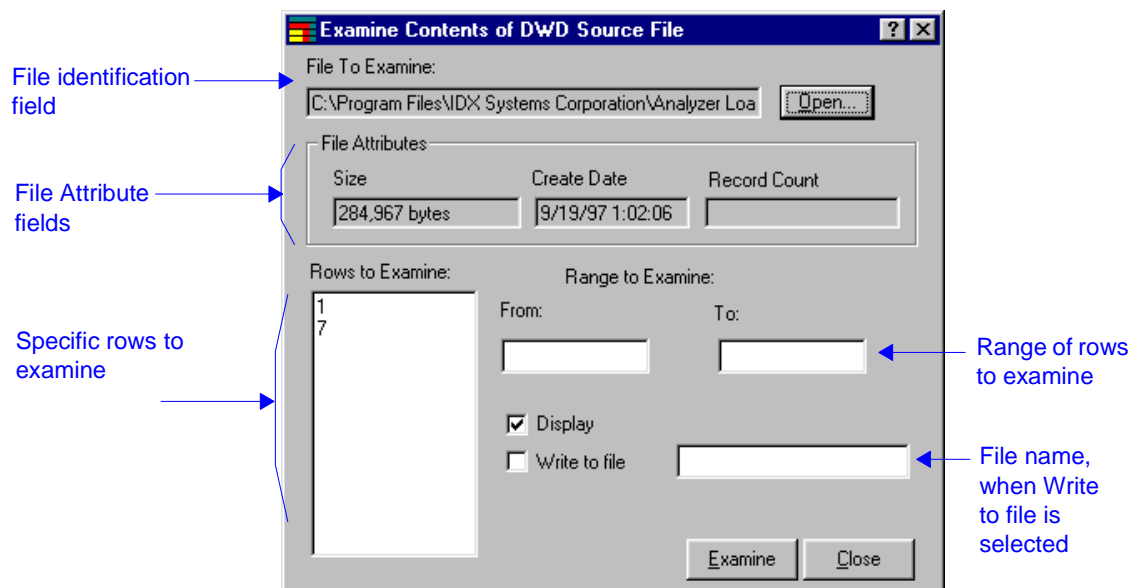 Examine Contents of DWD Source File
File identification
field
File To Examine:
C:\Program Files\IDX Systems Corporation\Analyzer Loa
Open...
File Attributes
File Attribute
fields
Size
Create Date
Record Count
284,967 bytes
9/19/97 1:02:06
Rows to Examine:
Range to Examine:
1
7
From:
To:
Specific rows to
examine
Range of rows
to examine
Display
Write to file
File name,
when Write
to file is
selected
Examine
Close